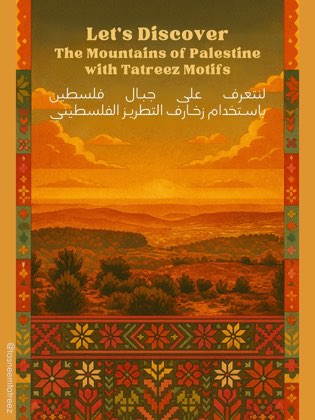 Let's Discover
The Mountains of Palestine
with Tatreez Motifs
لنتعرف على جبال فلسطين
باستخدام زخارف التطريز الفلسطيني
@tasneemtatreez